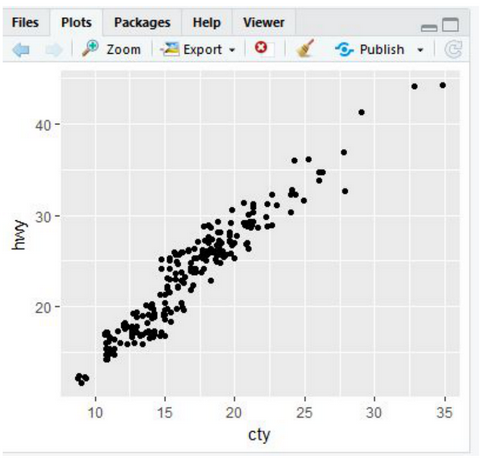 Files Plots Packages Help Viewer
Zoom Export Publish
hwy
40
30
20
10 15 20 25 30 35
cty